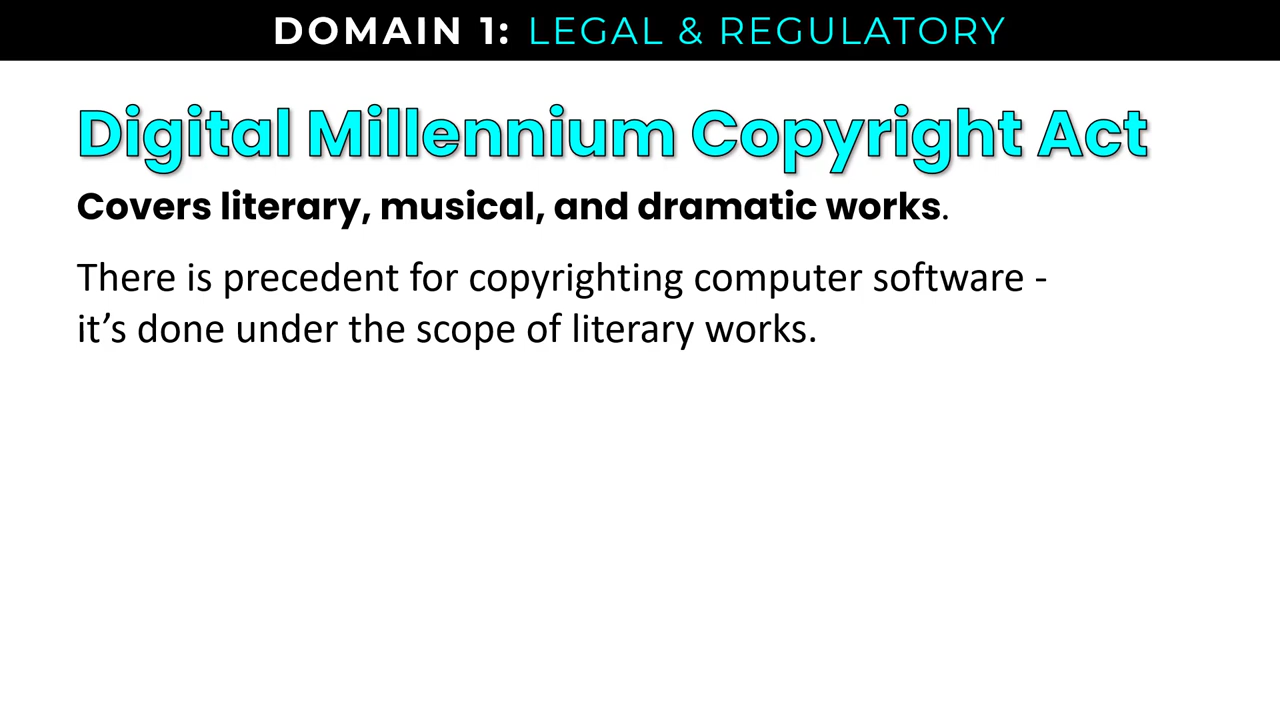 DOMAIN 1: LEGAL & REGULATORY
Digital Millennium Copyright Act
Covers literary, musical, and dramatic works.
There is precedent for copyrighting computer software -
it’s done under the scope of literary works.